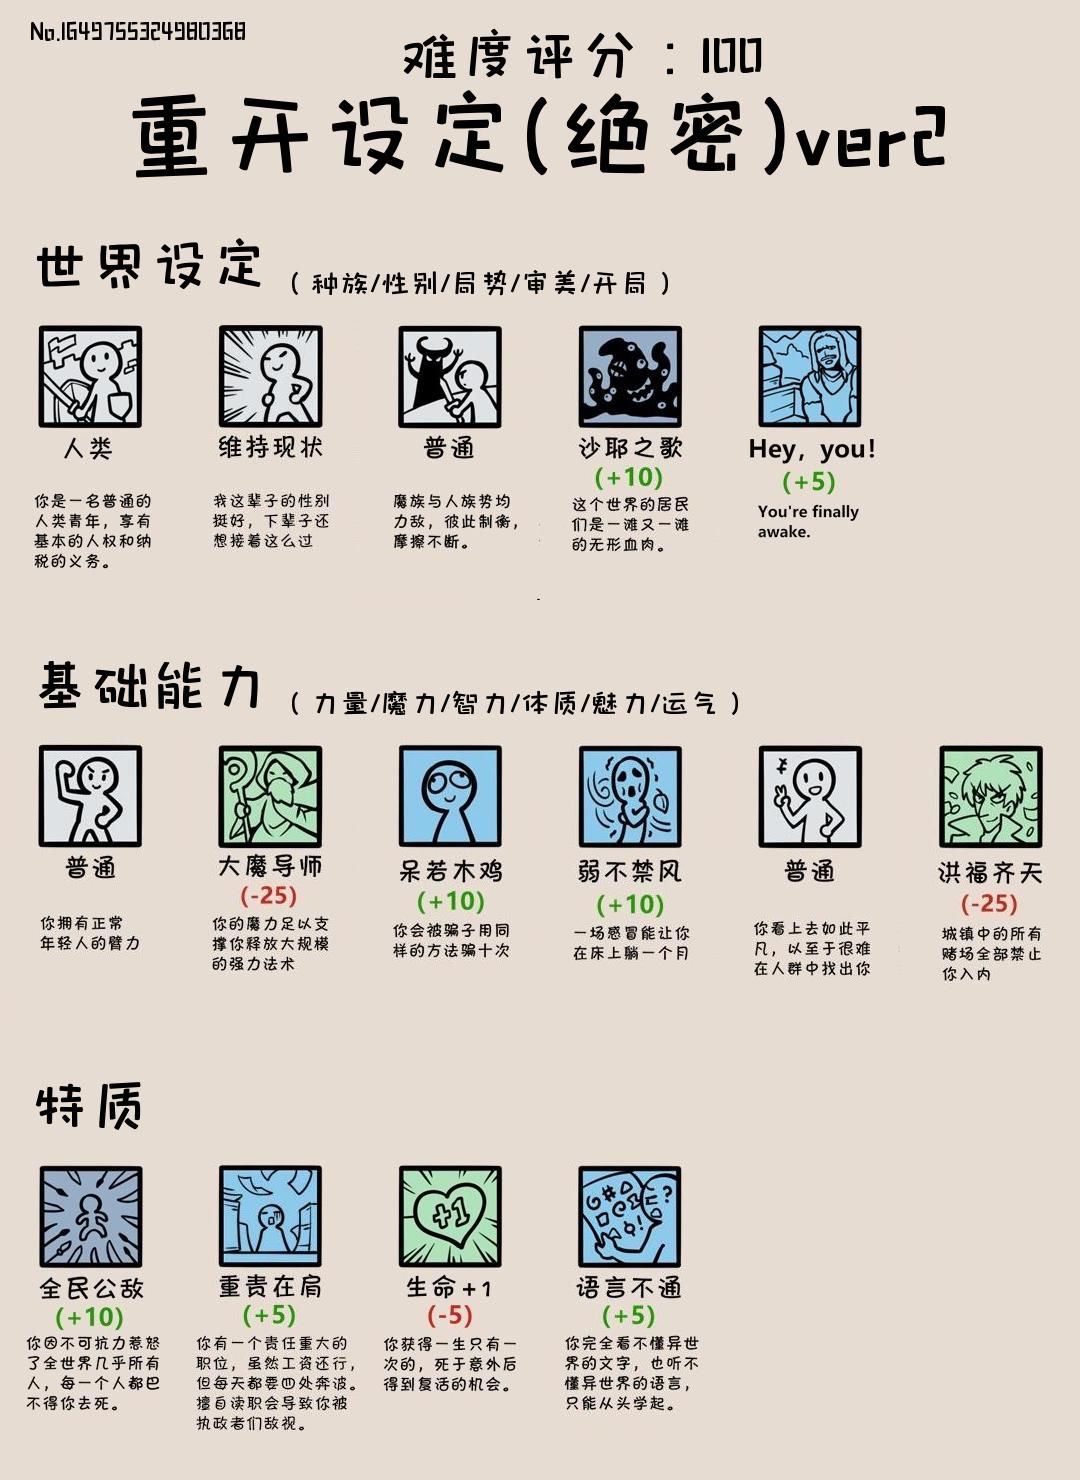 No.1649755324980368
难度评分：100
重开设定(绝密)ver2
世界设定 （种族/性别/局势/审美/开局）
人类 维持现状 普通 沙耶之歌 Hey, you!
(+10) (+5)
你是一名普通的
人类青年，享有
基本的人权和纳
税的义务。
我这辈子的性别
挺好，下辈子还
想接着这么过
魔族与人族势均
力敌，彼此制衡，
摩擦不断。
这个世界的居民
们是一滩又一滩
的无形血肉。
You're finally
awake.
基础能力 （力量/魔力/智力/体质/魅力/运气）
普通 大魔导师 呆若木鸡 弱不禁风 普通 洪福齐天
(-25) (+10) (+10) (-25)
你拥有正常
年轻人的臂力
你的魔力足以支
撑你释放大规模
的强力法术
你会被骗子用同
样的方法骗十次
一场感冒能让你
在床上躺一个月
你看上去如此平
凡，以至于很难
在人群中找出你
城镇中的所有
赌场全部禁止
你入内
特质
全民公敌 重责在肩 生命+1 语言不通
(+10) (+5) (-5) (+5)
你因不可抗力惹怒
了全世界几乎所有
人，每一个人都巴
不得你去死。
你有一个责任重大的
职位，虽然工资还行，
但每天都要四处奔波。
擅自读职会导致你被
执政者们敌视。
你获得一生只有一
次的，死于意外后
得到复活的机会。
你完全看不懂异世
界的文字，也听不
懂异世界的语言，
只能从头学起。